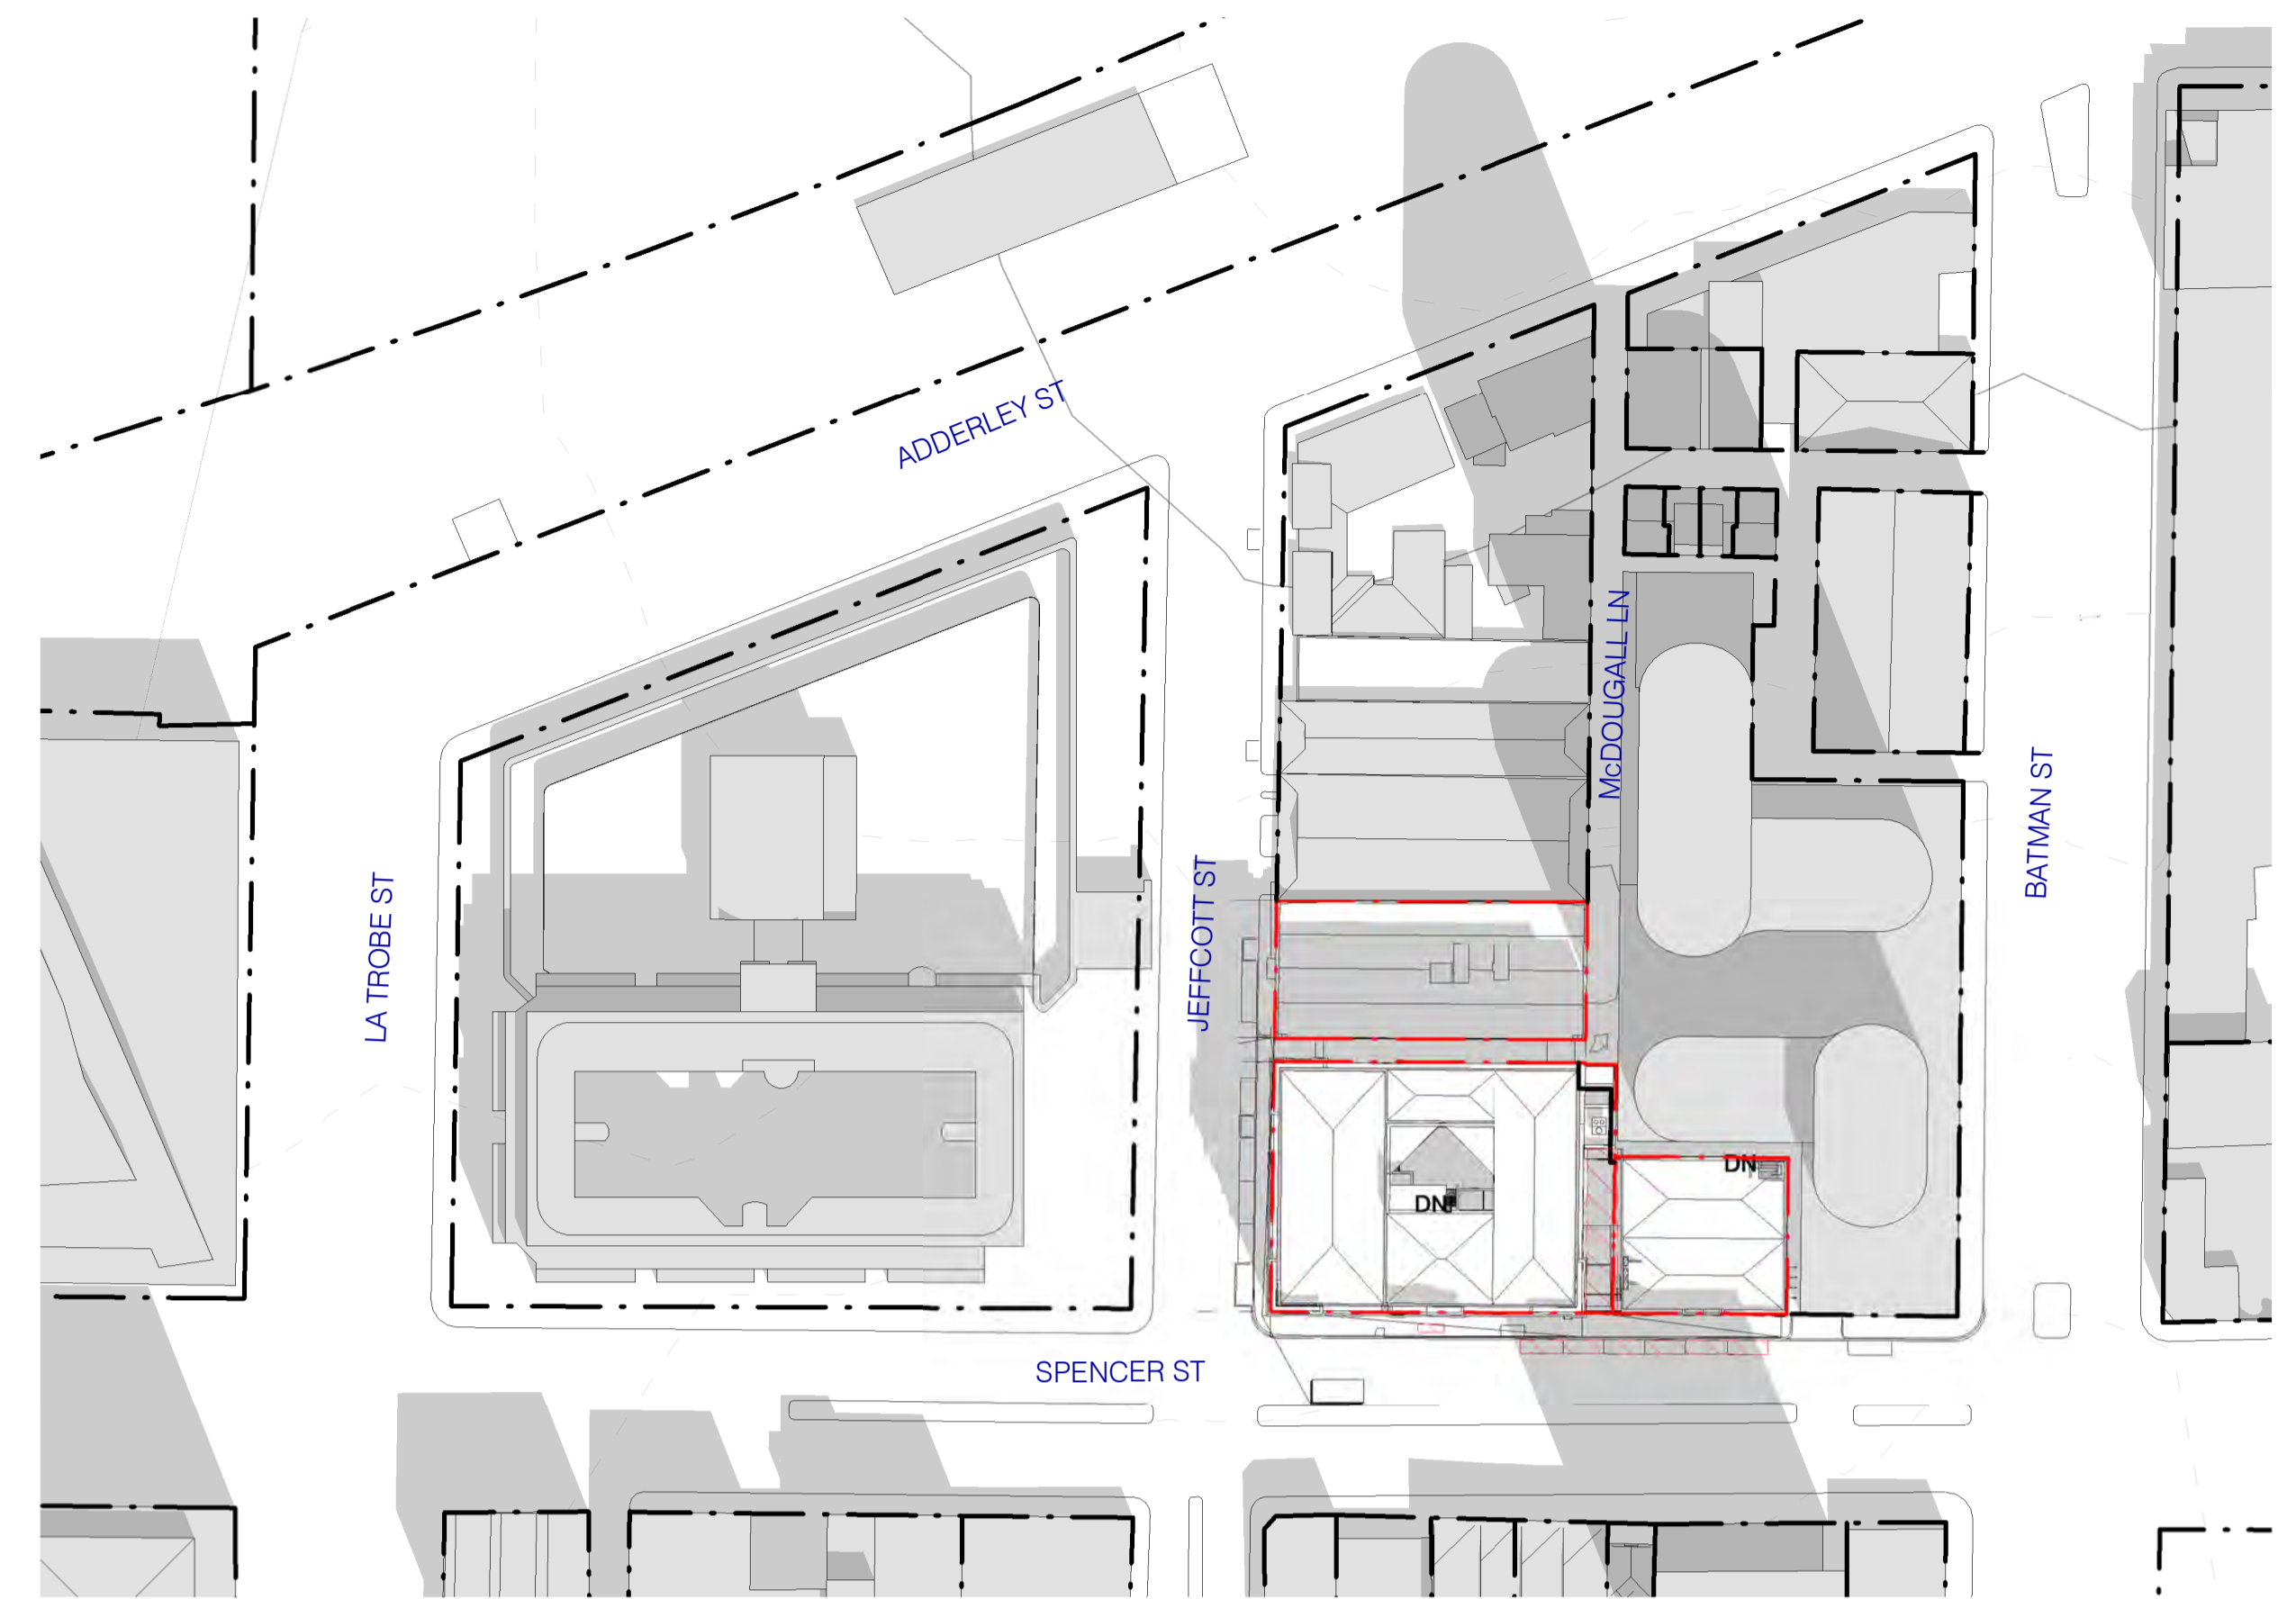 ADDERLEY ST
McDOUGALL LN
BATMAN ST
LA TROBE ST
JEFFCOTT ST
DN
DN
SPENCER ST